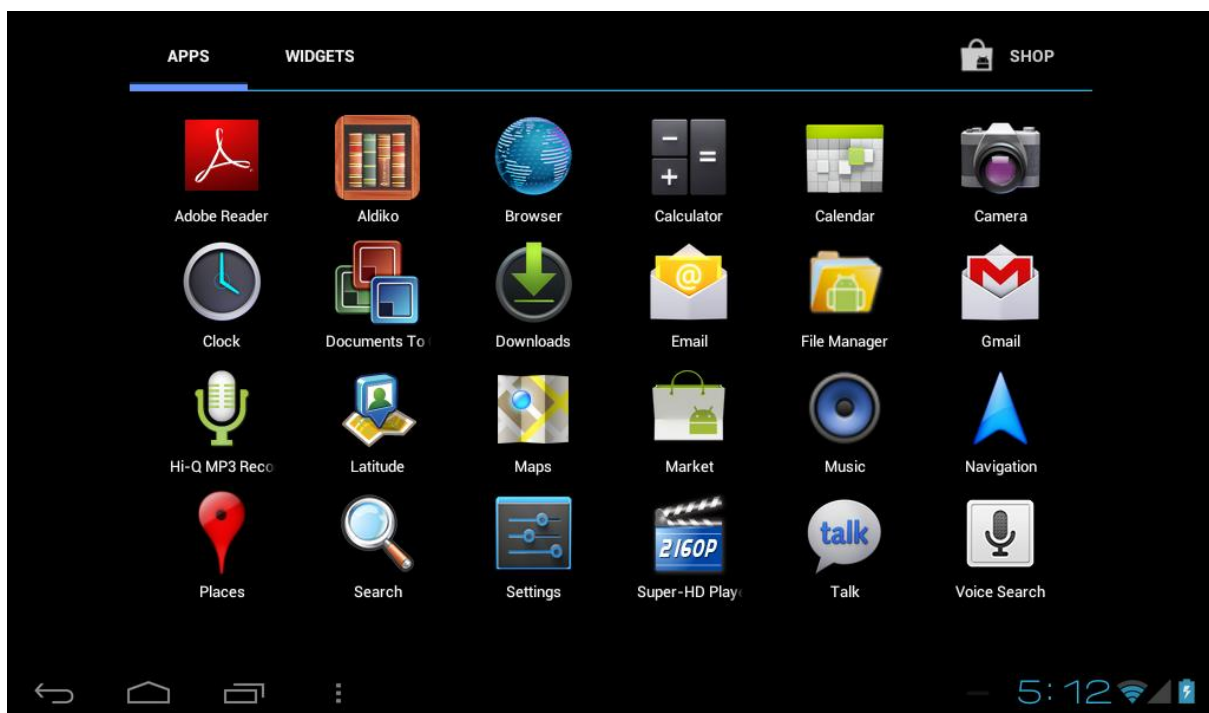 APPS WIDGETS SHOP
Adobe Reader Aldiko Browser Calculator Calendar Camera
@
Clock Documents To Downloads Email File Manager Gmail
Hi-Q MP3 Reco Latitude Maps Market Music Navigation
2160P talk
Places Search Settings Super-HD Play Talk Voice Search
5:12